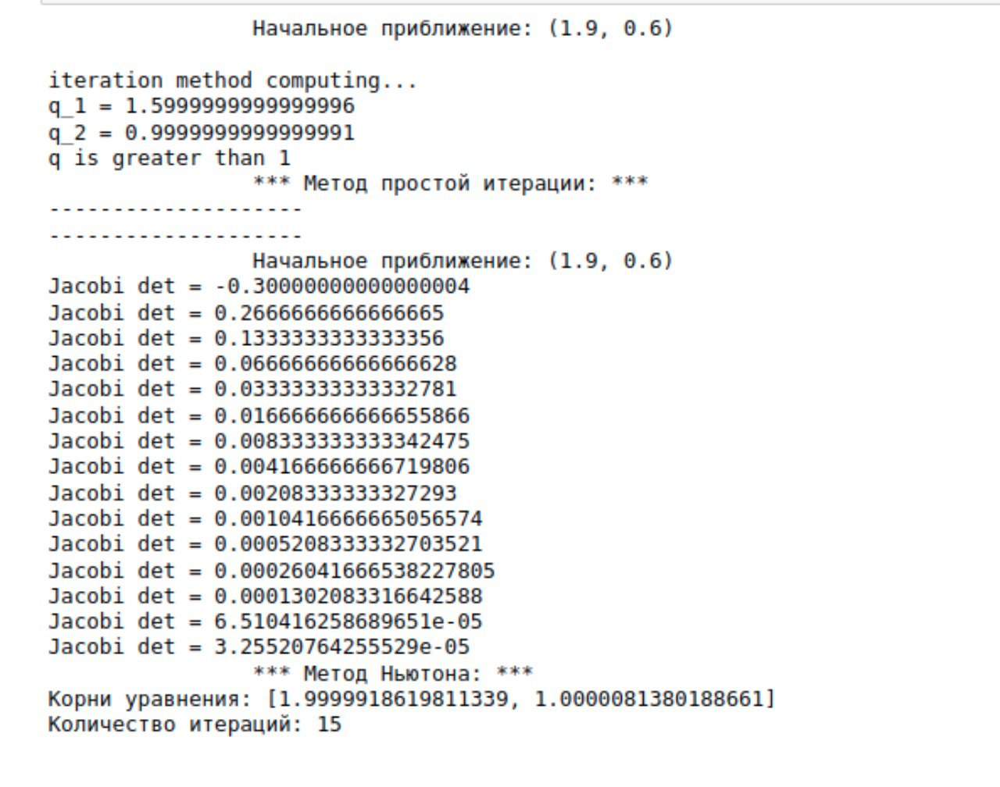 Начальное приближение: (1.9, 0.6)
iteration method computing...
q_1 = 1.5999999999999996
q_2 = 0.9999999999999991
q is greater than 1
*** Метод простой итерации: ***
--------------------
--------------------
Начальное приближение: (1.9, 0.6)
Jacobi det = -0.30000000000000004
Jacobi det = 0.2666666666666665
Jacobi det = 0.1333333333333356
Jacobi det = 0.06666666666666628
Jacobi det = 0.03333333333332781
Jacobi det = 0.016666666666655866
Jacobi det = 0.008333333333342475
Jacobi det = 0.004166666666719806
Jacobi det = 0.00208333333327293
Jacobi det = 0.0010416666665056574
Jacobi det = 0.0005208333332703521
Jacobi det = 0.00026041666538227805
Jacobi det = 0.0001302083316642588
Jacobi det = 6.510416258689651e-05
Jacobi det = 3.25520764255529e-05
*** Метод Ньютона: ***
Корни уравнения: [1.9999918619811339, 1.0000081380188661]
Количество итераций: 15